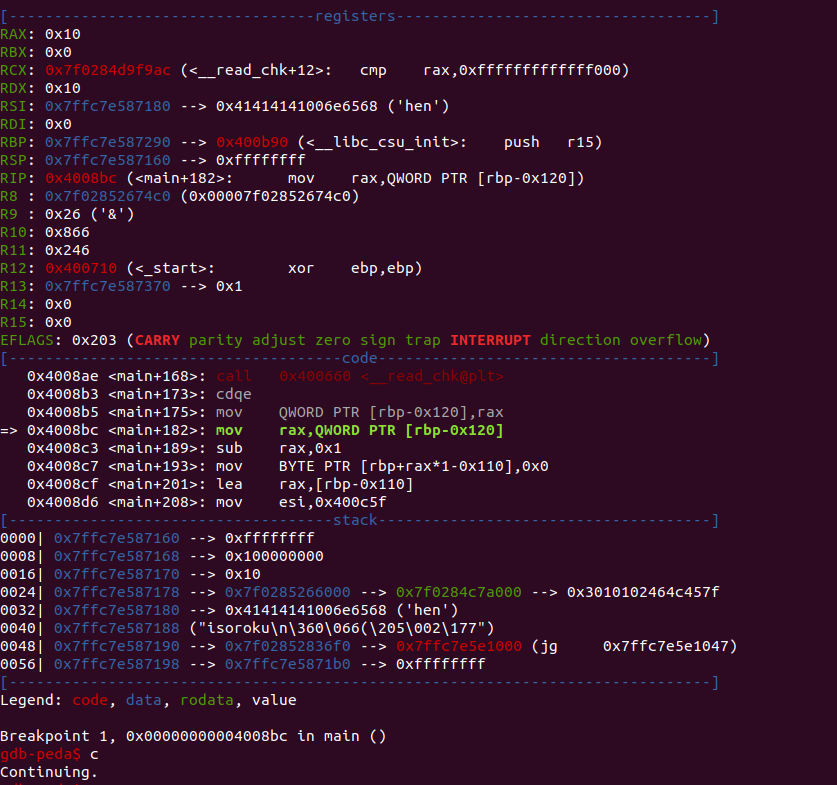 [----------------------------------registers-----------------------------------]
RAX: 0x10
RBX: 0x0
RCX: 0x7f0284d9f9ac (<__read_chk+12>:	cmp    rax,0xfffffffffffff000)
RDX: 0x10
RSI: 0x7ffc7e587180 --> 0x41414141006e6568 ('hen')
RDI: 0x0
RBP: 0x7ffc7e587290 --> 0x400b90 (<__libc_csu_init>:	push   r15)
RSP: 0x7ffc7e587160 --> 0xffffffff
RIP: 0x4008bc (<main+182>:	mov    rax,QWORD PTR [rbp-0x120])
R8 : 0x7f02852674c0 (0x00007f02852674c0)
R9 : 0x26 ('&')
R10: 0x866
R11: 0x246
R12: 0x400710 (<_start>:	xor    ebp,ebp)
R13: 0x7ffc7e587370 --> 0x1
R14: 0x0
R15: 0x0
EFLAGS: 0x203 (CARRY parity adjust zero sign trap INTERRUPT direction overflow)
[-------------------------------------code-------------------------------------]
   0x4008ae <main+168>:	call   0x400660 <__read_chk@plt>
   0x4008b3 <main+173>:	cdqe
   0x4008b5 <main+175>:	mov    QWORD PTR [rbp-0x120],rax
=> 0x4008bc <main+182>:	mov    rax,QWORD PTR [rbp-0x120]
   0x4008c3 <main+189>:	sub    rax,0x1
   0x4008c7 <main+193>:	mov    BYTE PTR [rbp+rax*1-0x110],0x0
   0x4008cf <main+201>:	lea    rax,[rbp-0x110]
   0x4008d6 <main+208>:	mov    esi,0x400c5f
[------------------------------------stack-------------------------------------]
0000| 0x7ffc7e587160 --> 0xffffffff
0008| 0x7ffc7e587168 --> 0x100000000
0016| 0x7ffc7e587170 --> 0x10
0024| 0x7ffc7e587178 --> 0x7f0285266000 --> 0x7f0284c7a000 --> 0x3010102464c457f
0032| 0x7ffc7e587180 --> 0x41414141006e6568 ('hen')
0040| 0x7ffc7e587188 ("isoroku\n\360\066(\205\002\177")
0048| 0x7ffc7e587190 --> 0x7f02852836f0 --> 0x7ffc7e5e1000 (jg     0x7ffc7e5e1047)
0056| 0x7ffc7e587198 --> 0x7ffc7e5871b0 --> 0xffffffff
[------------------------------------------------------------------------------]
Legend: code, data, rodata, value

Breakpoint 1, 0x00000000004008bc in main ()
gdb-peda$ c
Continuing.